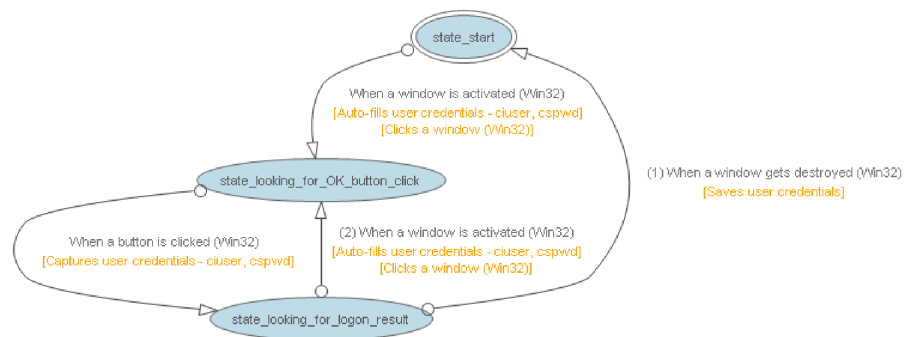 state_start
When a window is activated (Win32)
[Auto-fills user credentials - ciuser, cspwd]
[Clicks a window (Win32)]
state_looking_for_OK_button_click
(1) When a window gets destroyed (Win32)
[Saves user credentials]
When a button is clicked (Win32)
[Captures user credentials - ciuser, cspwd]
(2) When a window is activated (Win32)
[Auto-fills user credentials - ciuser, cspwd]
[Clicks a window (Win32)]
state_looking_for_logon_result